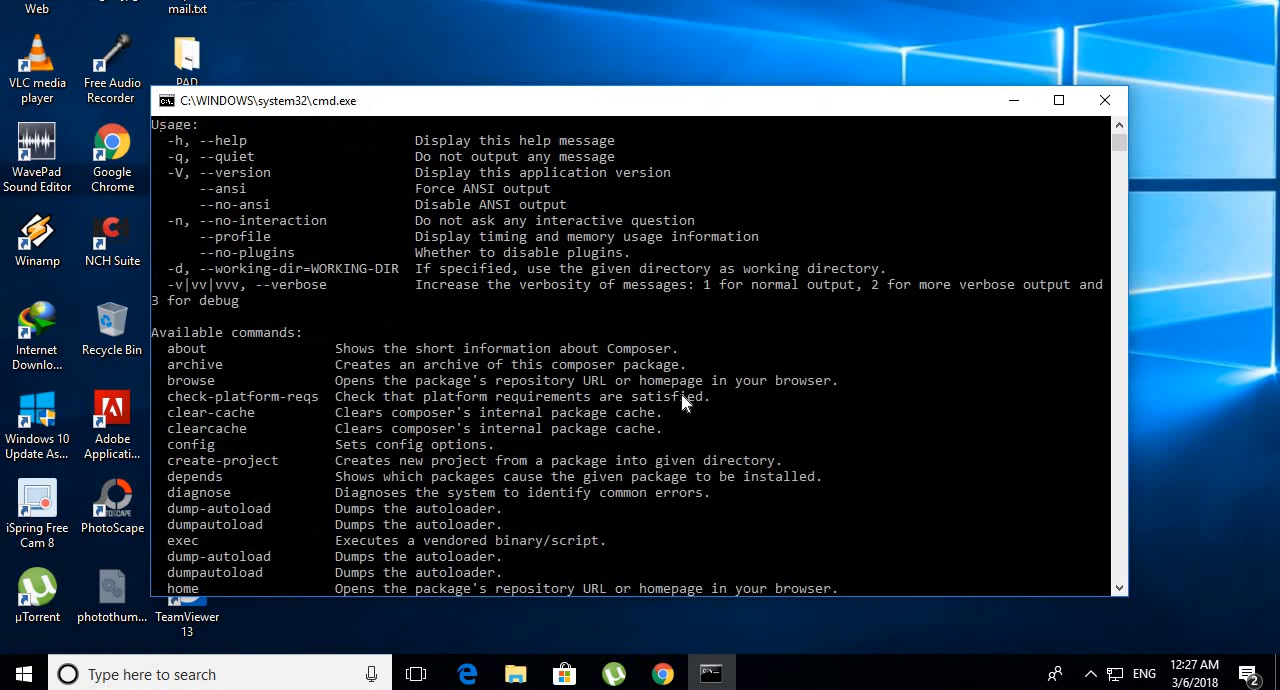 Web
mail.txt
VLC media
player
Free Audio
Recorder
PAD
WavePad
Sound Editor
Google
Chrome
Winamp
NCH Suite
Internet
Downlo...
Recycle Bin
Windows 10
Update As...
Adobe
Applicati...
iSpring Free
Cam 8
PhotoScape
µTorrent
photothum...
TeamViewer
13
C:\WINDOWS\system32\cmd.exe
Usage:
-h, --help Display this help message
-q, --quiet Do not output any message
-V, --version Display this application version
--ansi Force ANSI output
--no-ansi Disable ANSI output
-n, --no-interaction Do not ask any interactive question
--profile Display timing and memory usage information
--no-plugins Whether to disable plugins.
-d, --working-dir=WORKING-DIR If specified, use the given directory as working directory.
-v|vv|vvv, --verbose Increase the verbosity of messages: 1 for normal output, 2 for more verbose output and
3 for debug
Available commands:
about Shows the short information about Composer.
archive Creates an archive of this composer package.
browse Opens the package's repository URL or homepage in your browser.
check-platform-reqs Check that platform requirements are satisfied.
clear-cache Clears composer's internal package cache.
clearcache Clears composer's internal package cache.
config Sets config options.
create-project Creates new project from a package into given directory.
depends Shows which packages cause the given package to be installed.
diagnose Diagnoses the system to identify common errors.
dump-autoload Dumps the autoloader.
dumpautoload Dumps the autoloader.
exec Executes a vendored binary/script.
dump-autoload Dumps the autoloader.
dumpautoload Dumps the autoloader.
home Opens the package's repository URL or homepage in your browser.
Type here to search
ENG
12:27 AM
3/6/2018
2